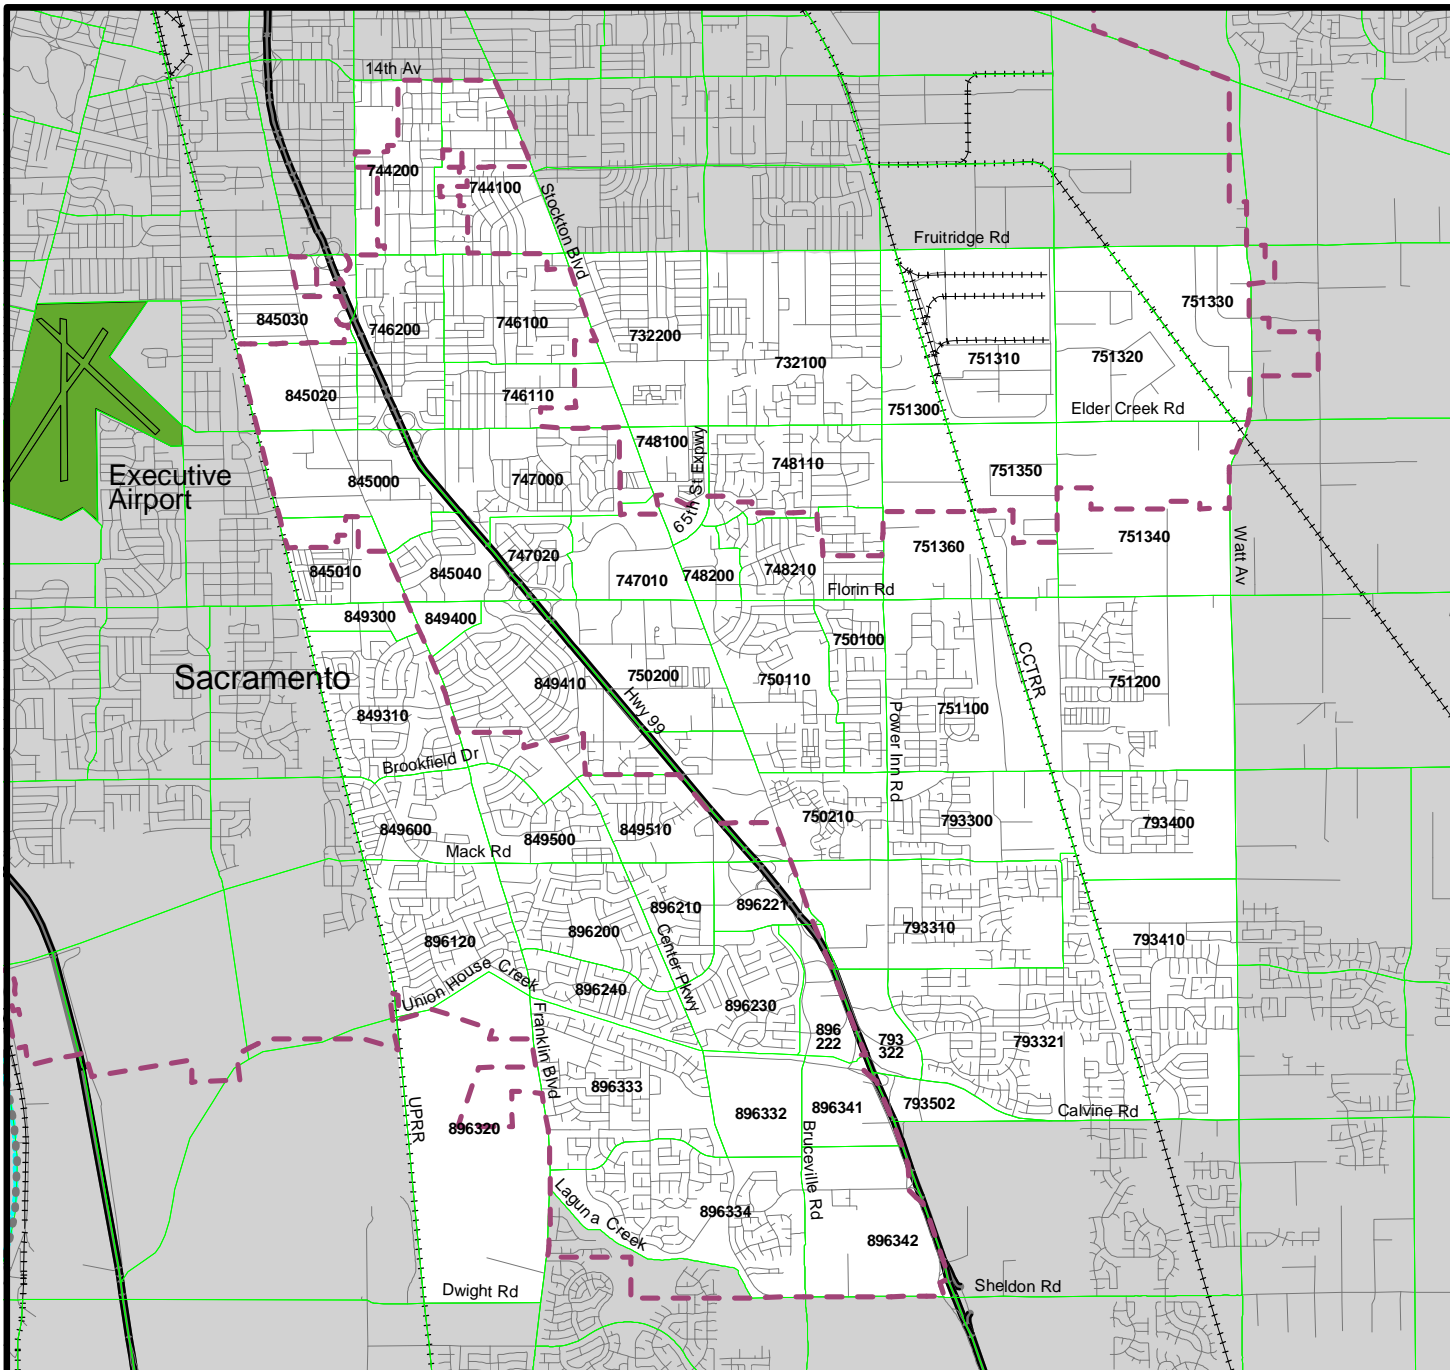 14th Av
744200
744100
Stockton Blvd
Fruitridge Rd
751330
845030
746200
746100
732200
732100
751310
751320
845020
746110
751300
Elder Creek Rd
Executive
Airport
748100
65th St Expwy
748110
751350
845000
747000
751340
Watt Av
751360
747020
845010
845040
747010
748200
748210
Florin Rd
849300
849400
750100
CCTRR
Sacramento
849410
750200
750110
751200
849310
Hwy 99
Power Inn Rd
751100
Brookfield Dr
849600
849500
849510
750210
793300
793400
Mack Rd
896210
896221
896120
896200
Center Pkwy
793310
793410
Union House Creek
896240
896230
Franklin Blvd
896
222
793
322
793321
896333
UPRR
896320
896332
896341
793502
Calvine Rd
Bruceville Rd
Laguna Creek
896334
896342
Dwight Rd
Sheldon Rd